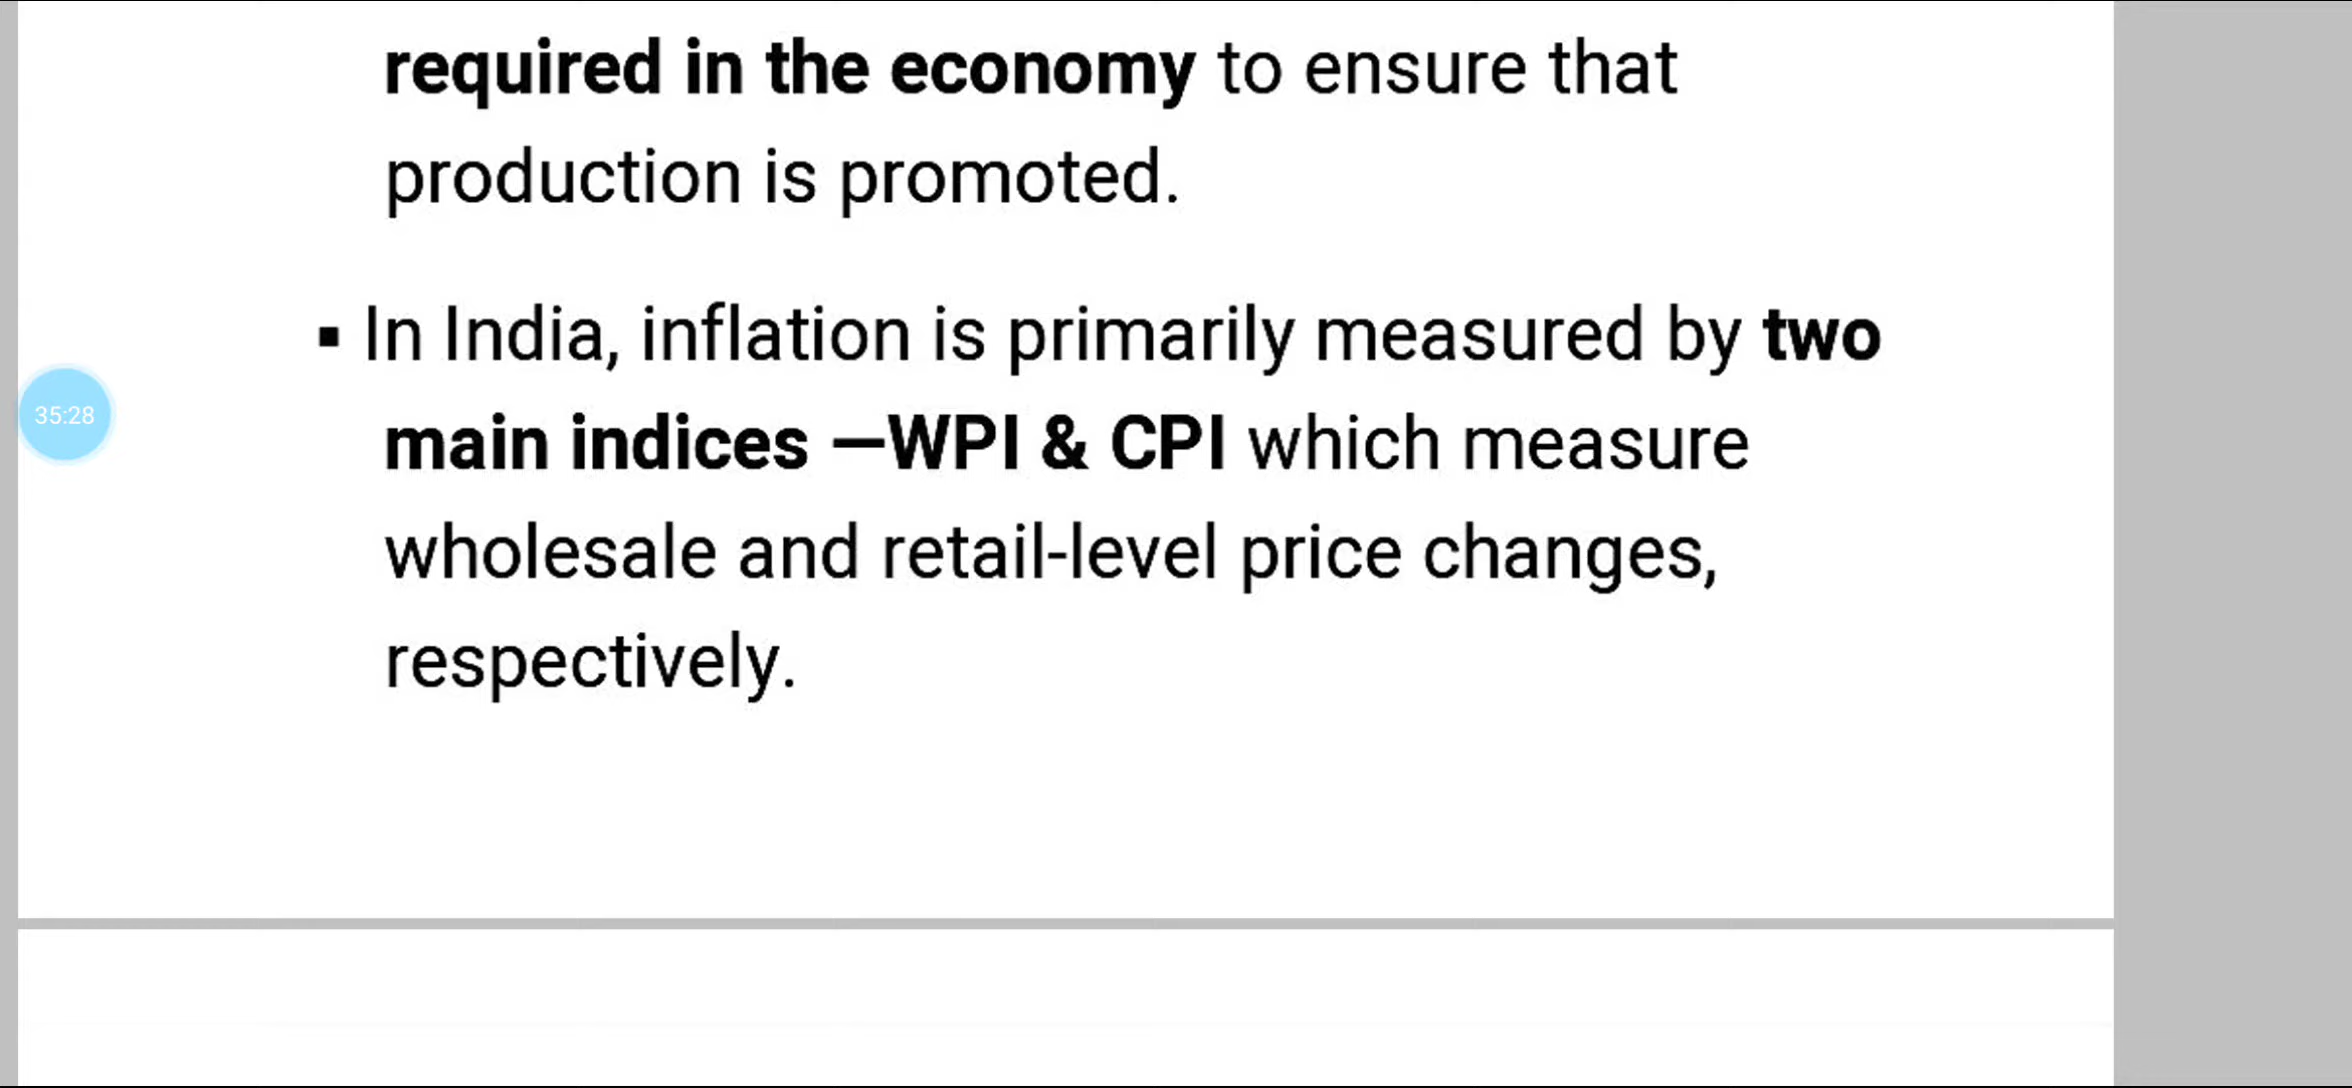 required in the economy to ensure that
production is promoted.
▪ In India, inflation is primarily measured by two
main indices —WPI & CPI which measure
wholesale and retail-level price changes,
respectively.
35:28